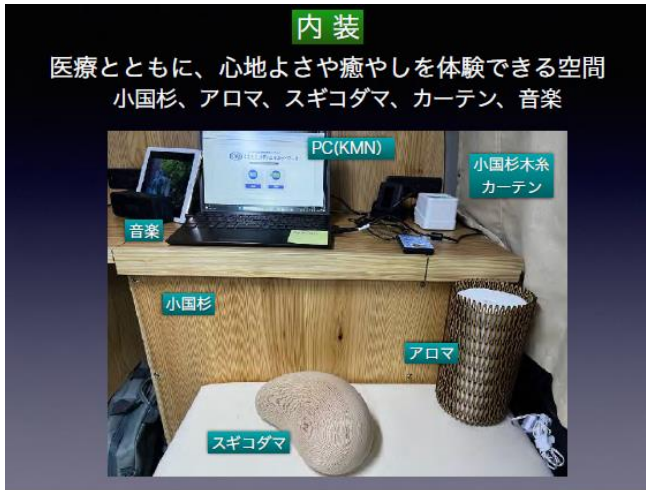 内 装
医療とともに、心地よさや癒やしを体験できる空間
小国杉、アロマ、スギコダマ、カーテン、音楽
PC(KMN)
小国杉木糸
カーテン
音楽
小国杉
アロマ
スギコダマ